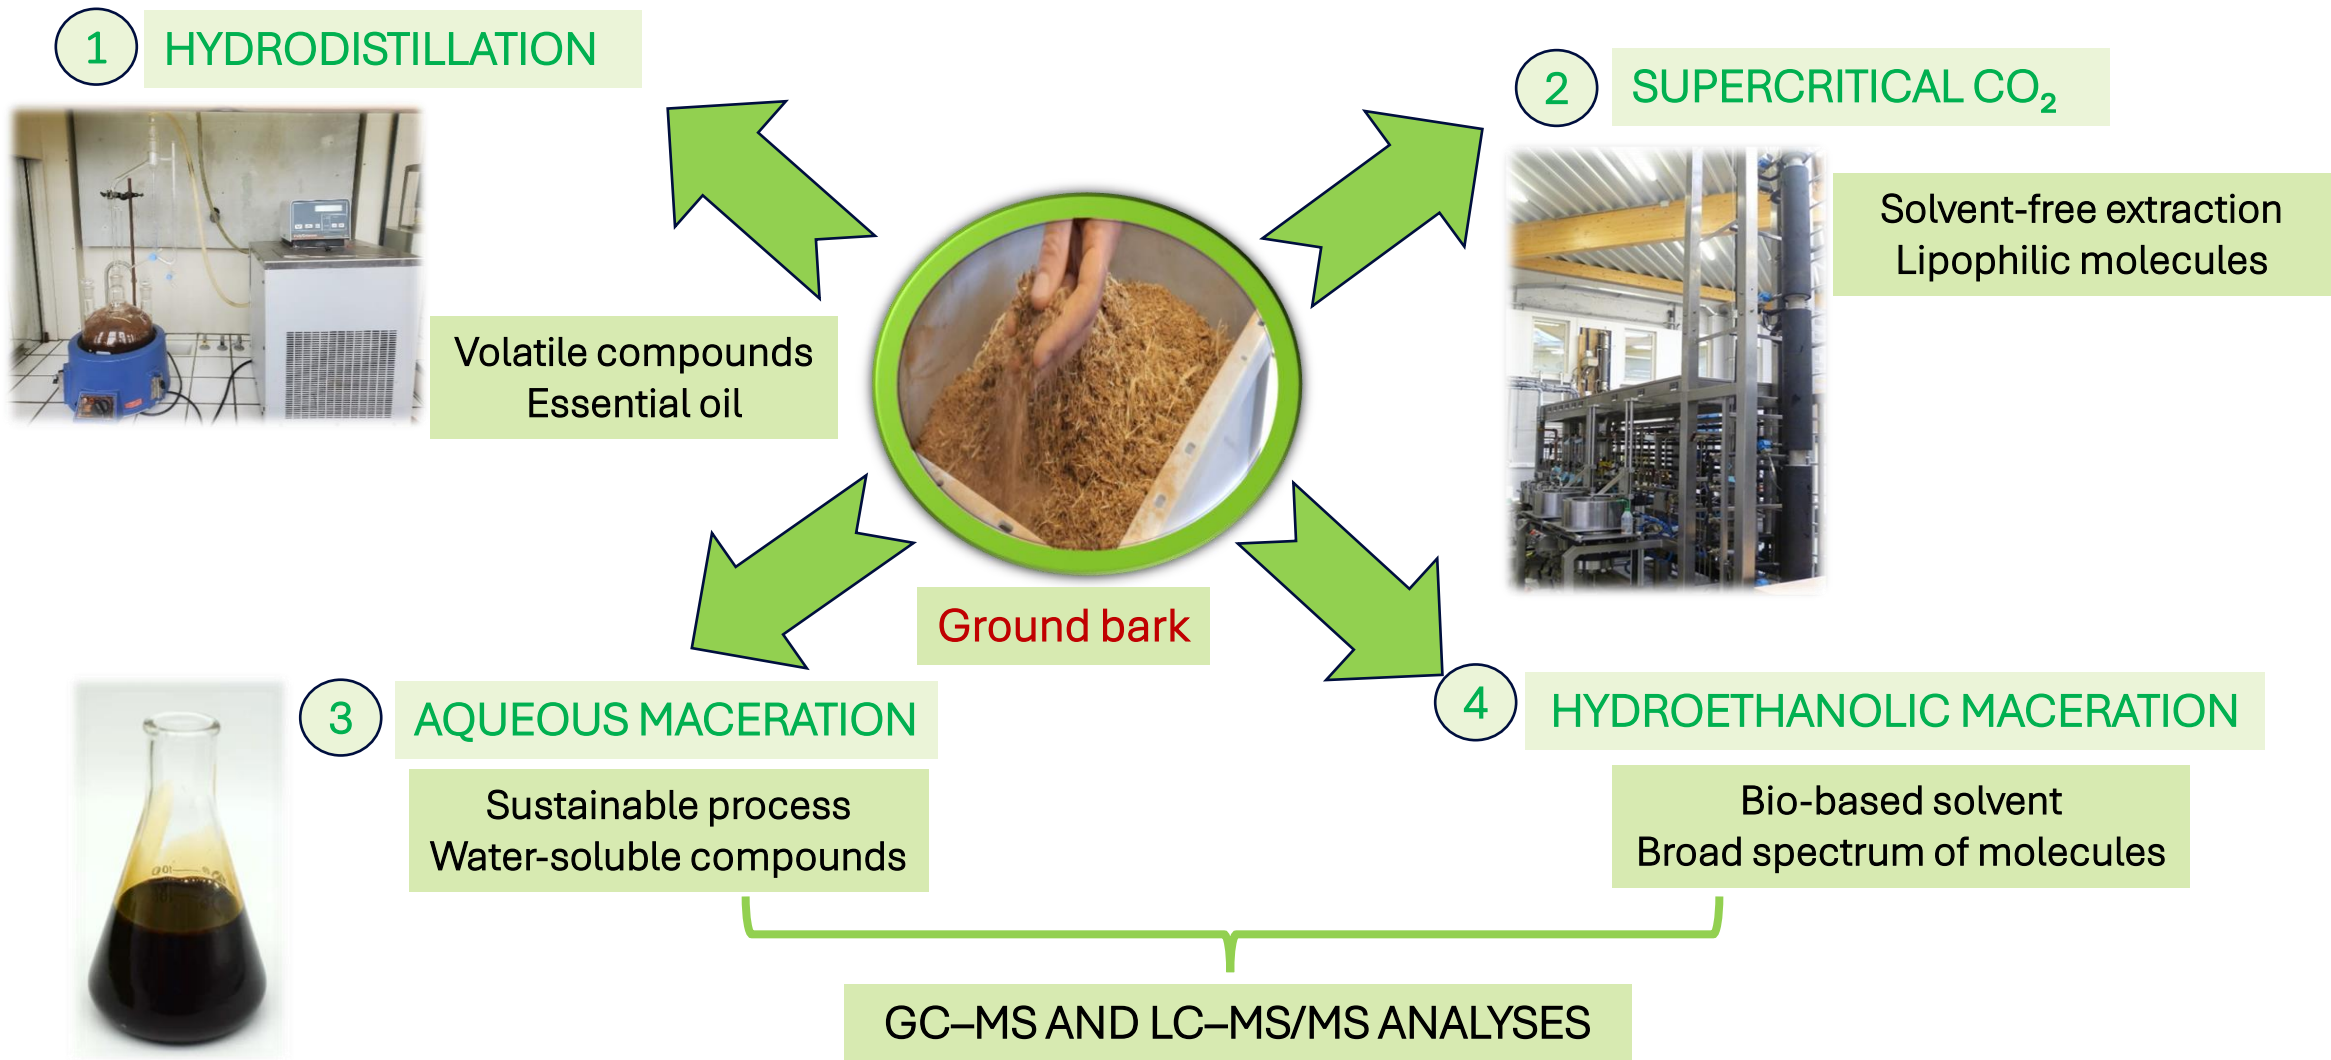 1
HYDRODISTILLATION
Volatile compounds
Essential oil
2
SUPERCRITICAL CO₂
Solvent-free extraction
Lipophilic molecules
Ground bark
3
AQUEOUS MACERATION
Sustainable process
Water-soluble compounds
4
HYDROETHANOLIC MACERATION
Bio-based solvent
Broad spectrum of molecules
GC–MS AND LC–MS/MS ANALYSES